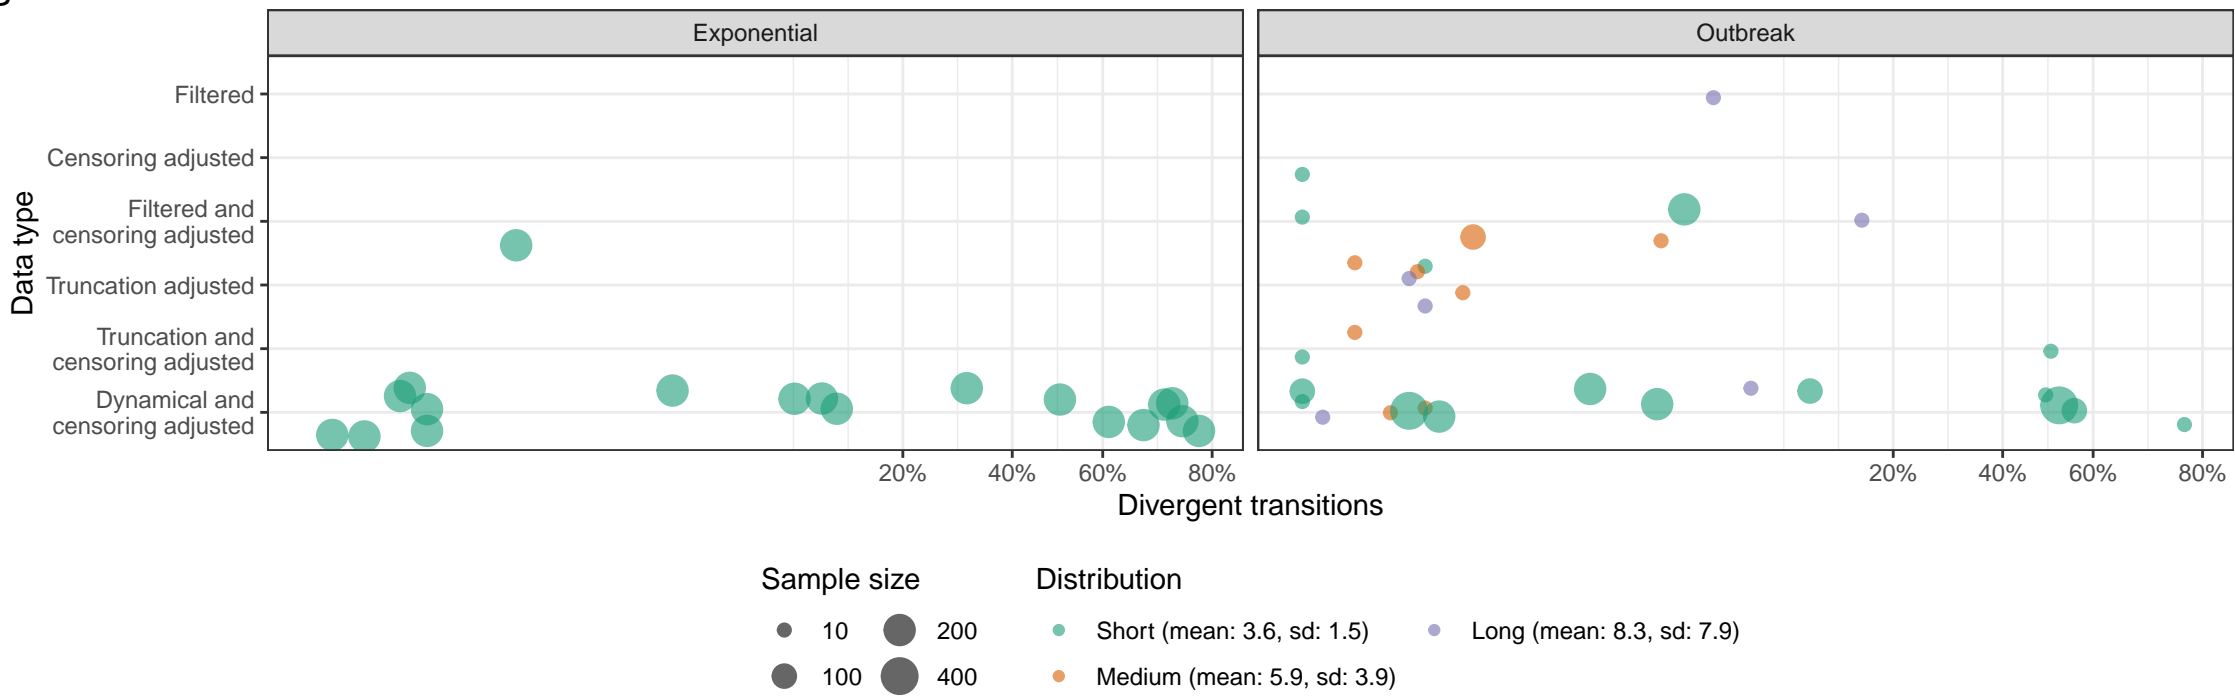 Exponential
Outbreak
Data type
Filtered
Censoring adjusted
Filtered and
censoring adjusted
Truncation adjusted
Truncation and
censoring adjusted
Dynamical and
censoring adjusted
20% 40% 60% 80%
20% 40% 60% 80%
Divergent transitions
Sample size
10
200
100
400
Distribution
Short (mean: 3.6, sd: 1.5)
Long (mean: 8.3, sd: 7.9)
Medium (mean: 5.9, sd: 3.9)